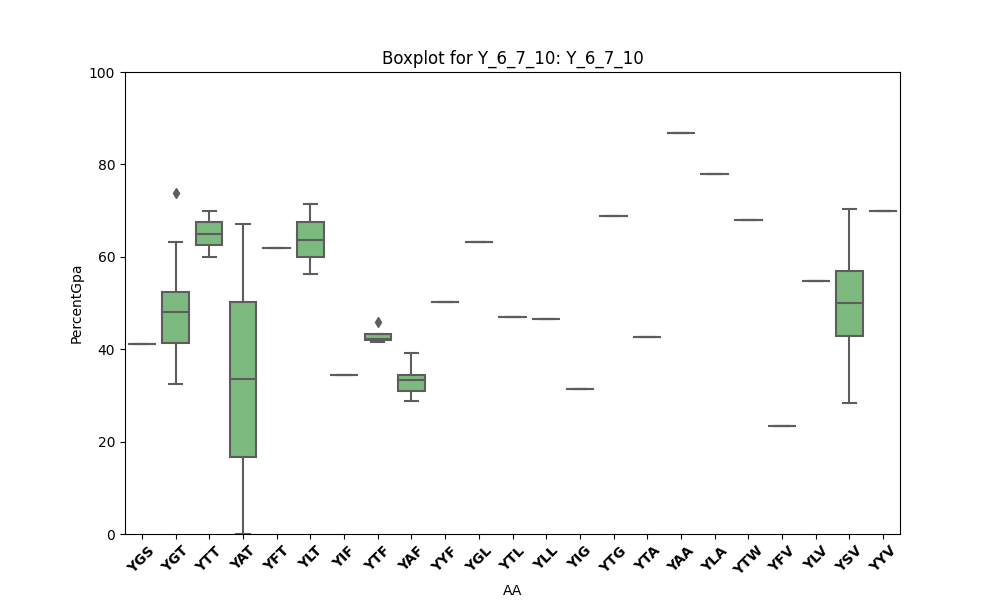 Boxplot for Y_6_7_10: Y_6_7_10
100
80
60
40
20
0
PercentGpa
YGS YGT YTT YAT YFT YLT YIF YTF YAF YYF YGL YTL YLL YIG YTG YTA YAA YLA YTW YFV YLV YSV YYV
AA